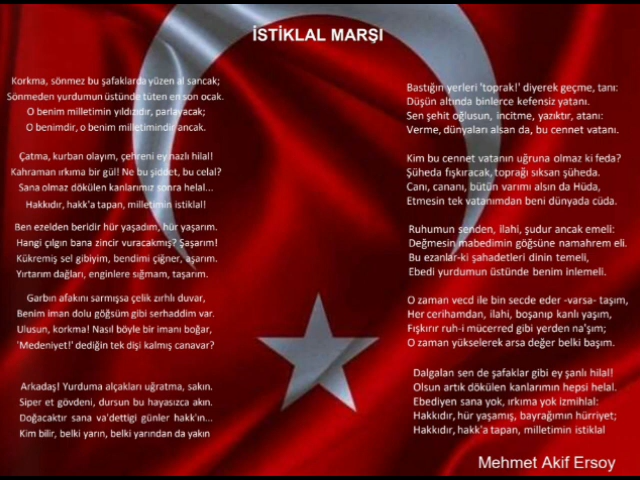 İSTİKLAL MARŞI
Korkma, sönmez bu şafaklarda yüzen al sancak;
Sönmeden yurdumun üstünde tüten en son ocak.
O benim milletimin yıldızıdır, parlayacak;
O benimdir, o benim milletimindir ancak.
Çatma, kurban olayım, çehreni ey nazlı hilal!
Kahraman ırkıma bir gül! Ne bu şiddet, bu celal?
Sana olmaz dökülen kanlarımız sonra helal...
Hakkıdır, hakk'a tapan, milletimin istiklal!
Ben ezelden beridir hür yaşadım, hür yaşarım.
Hangi çılgın bana zincir vuracakmış? Şaşarım!
Kükremiş sel gibiyim, bendimi çiğner, aşarım.
Yırtarım dağları, enginlere sığmam, taşarım.
Garbın afakını sarmışsa çelik zırhlı duvar,
Benim iman dolu göğsüm gibi serhaddim var.
Ulusun, korkma! Nasıl böyle bir imanı boğar,
'Medeniyet!' dediğin tek dişi kalmış canavar?
Arkadaş! Yurduma alçakları uğratma, sakın.
Siper et gövdeni, dursun bu hayasızca akın.
Doğacaktır sana va'dettigi günler hakk'ın...
Kim bilir, belki yarın, belki yarından da yakın
Bastığın yerleri 'toprak!' diyerek geçme, tanı:
Düşün altında binlerce kefensiz yatanı.
Sen şehit oğlusun, incitme, yazıktır, atanı:
Verme, dünyaları alsan da, bu cennet vatanı.
Kim bu cennet vatanın uğruna olmaz ki feda?
Şüheda fışkıracak, toprağı sıksan şüheda.
Canı, cananı, bütün varımı alsın da Hüda,
Etmesin tek vatanımdan beni dünyada cüda.
Ruhumun senden, ilahi, şudur ancak emeli:
Değmesin mabedimin göğsüne namahrem eli.
Bu ezanlar-ki şahadetleri dinin temeli,
Ebedi yurdumun üstünde benim inlemeli.
O zaman vecd ile bin secde eder -varsa- taşım,
Her cerihamdan, ilahi, boşanıp kanlı yaşım,
Fışkırır ruh-i mücerred gibi yerden na'şım;
O zaman yükselerek arsa değer belki başım.
Dalgalan sen de şafaklar gibi ey şanlı hilal!
Olsun artık dökülen kanlarımın hepsi helal.
Ebediyen sana yok, ırkıma yok izmihlal:
Hakkıdır, hür yaşamış, bayrağımın hürriyet;
Hakkıdır, hakk'a tapan, milletimin istiklal
Mehmet Akif Ersoy